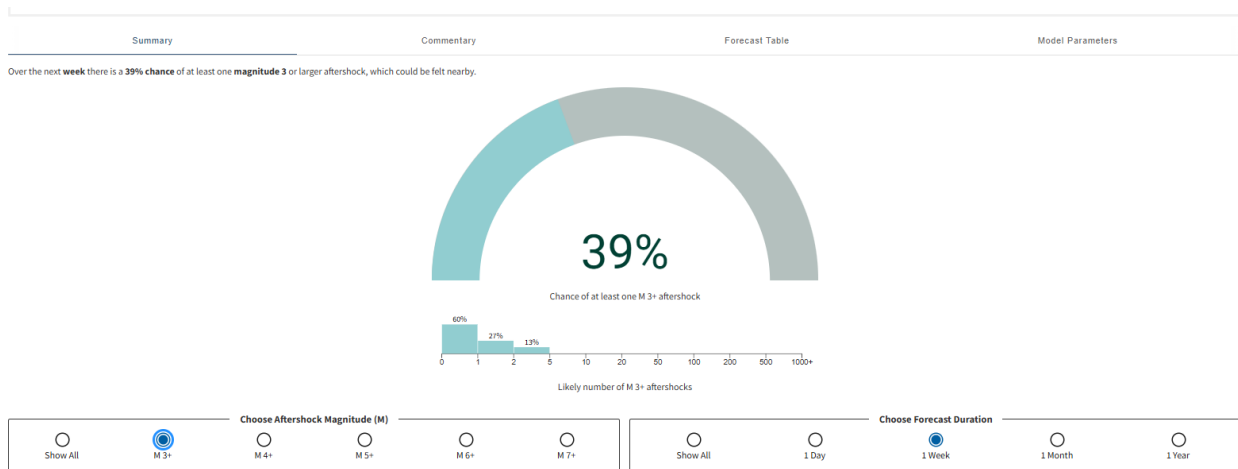 Summary Commentary Forecast Table Model Parameters
Over the next week there is a 39% chance of at least one magnitude 3 or larger aftershock, which could be felt nearby.
39%
Chance of at least one M 3+ aftershock
60%
27%
13%
0 1 2 5 10 20 50 100 200 500 1000+
Likely number of M 3+ aftershocks
Choose Aftershock Magnitude (M)
Show All M 3+ M 4+ M 5+ M 6+ M 7+
Choose Forecast Duration
Show All 1 Day 1 Week 1 Month 1 Year